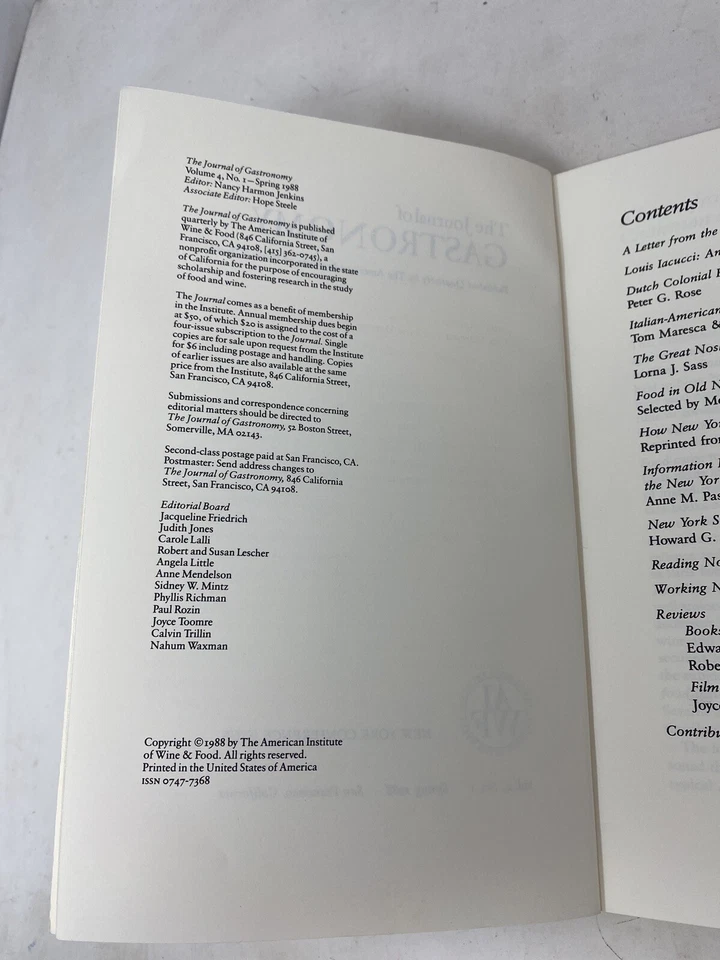 The Journal of Gastronomy
Volume 4, No. 1—Spring 1988
Editor: Nancy Harmon Jenkins
Associate Editor: Hope Steele
The Journal of Gastronomy is published
quarterly by The American Institute of
Wine & Food (846 California Street, San
Francisco, CA 94108, [415] 362-0745), a
nonprofit organization incorporated in the state
of California for the purpose of encouraging
scholarship and fostering research in the study
of food and wine.
The Journal comes as a benefit of membership
in the Institute. Annual membership dues begin
at $50, of which $20 is assigned to the cost of a
four-issue subscription to the Journal. Single
copies are for sale upon request from the Institute
for $6 including postage and handling. Copies
of earlier issues are also available at the same
price from the Institute, 846 California Street,
San Francisco, CA 94108.
Submissions and correspondence concerning
editorial matters should be directed to
The Journal of Gastronomy, 52 Boston Street,
Somerville, MA 02143.
Second-class postage paid at San Francisco, CA.
Postmaster: Send address changes to
The Journal of Gastronomy, 846 California
Street, San Francisco, CA 94108.
Editorial Board
Jacqueline Friedrich
Judith Jones
Carole Lalli
Robert and Susan Lescher
Angela Little
Anne Mendelson
Sidney W. Mintz
Phyllis Richman
Paul Rozin
Joyce Toomre
Calvin Trillin
Nahum Waxman
Copyright ©1988 by The American Institute
of Wine & Food. All rights reserved.
Printed in the United States of America
ISSN 0747-7368
Contents
A Letter from the
Louis Iacucci: An
Dutch Colonial
Peter G. Rose
Italian-American
Tom Maresca &
The Great Nos
Lorna J. Sass
Food in Old N
Selected by Mo
How New Yo
Reprinted from
Information
the New Yor
Anne M. Pas
New York S
Howard G.
Reading No
Working N
Reviews
Books
Edwa
Robe
Film
Joyce
Contribu